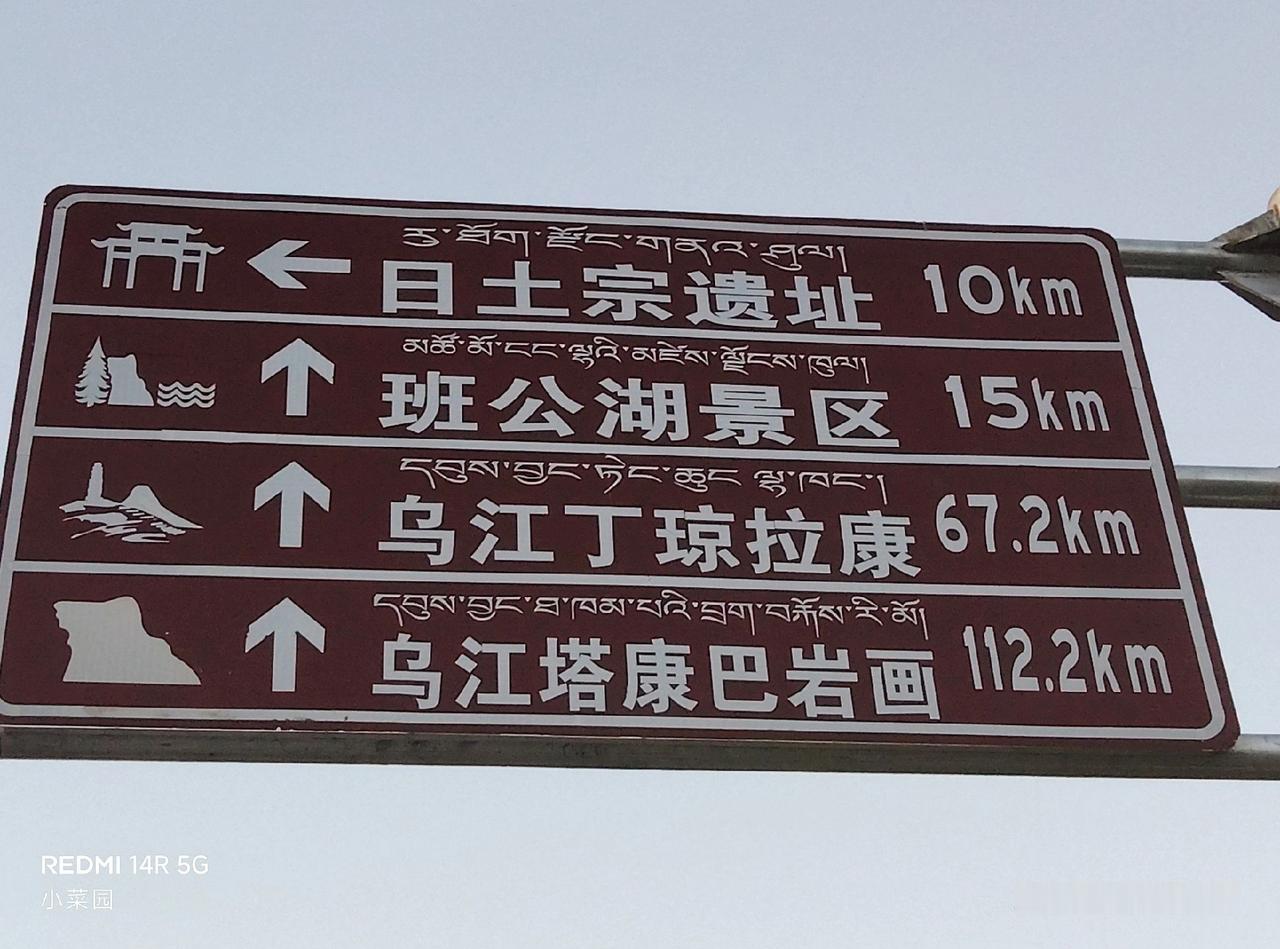 རུ་ཐོག་རྫོང་གནའ་ཤུལ།
日土宗遗址 10km
མཚོ་མོ་ངང་ལྷའི་མཛེས་ལྗོངས་ཁུལ།
班公湖景区 15km
དབུས་བྱང་ཏེང་ཆུང་ལྷ་ཁང་།
乌江丁琼拉康 67.2km
དབུས་བྱང་ཐ་ཁམ་པའི་བྲག་བརྐོས་རི་མོ།
乌江塔康巴岩画 112.2km
REDMI 14R 5G
小菜园